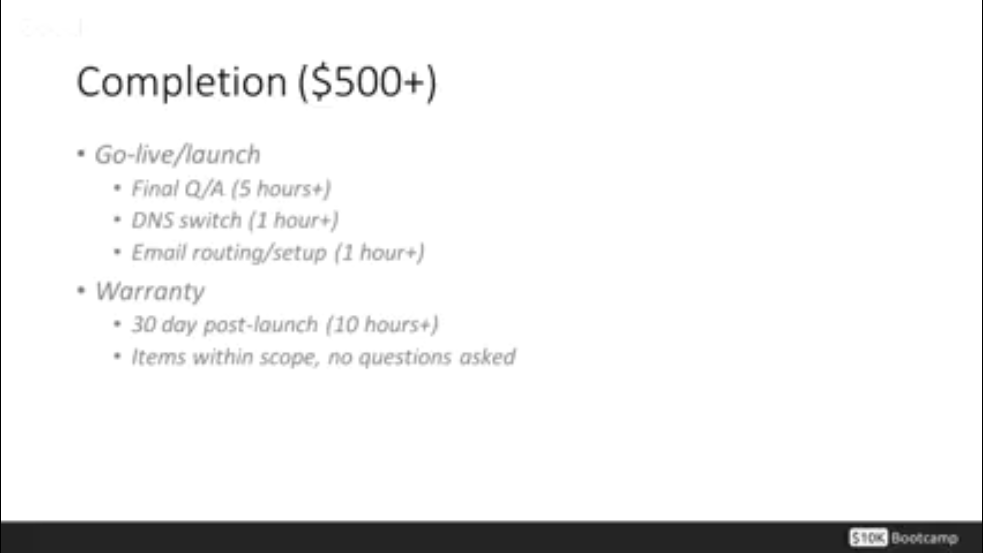 Completion ($500+)
• Go-live/launch
• Final Q/A (5 hours+)
• DNS switch (1 hour+)
• Email routing/setup (1 hour+)
• Warranty
• 30 day post-launch (10 hours+)
• Items within scope, no questions asked
$10K Bootcamp